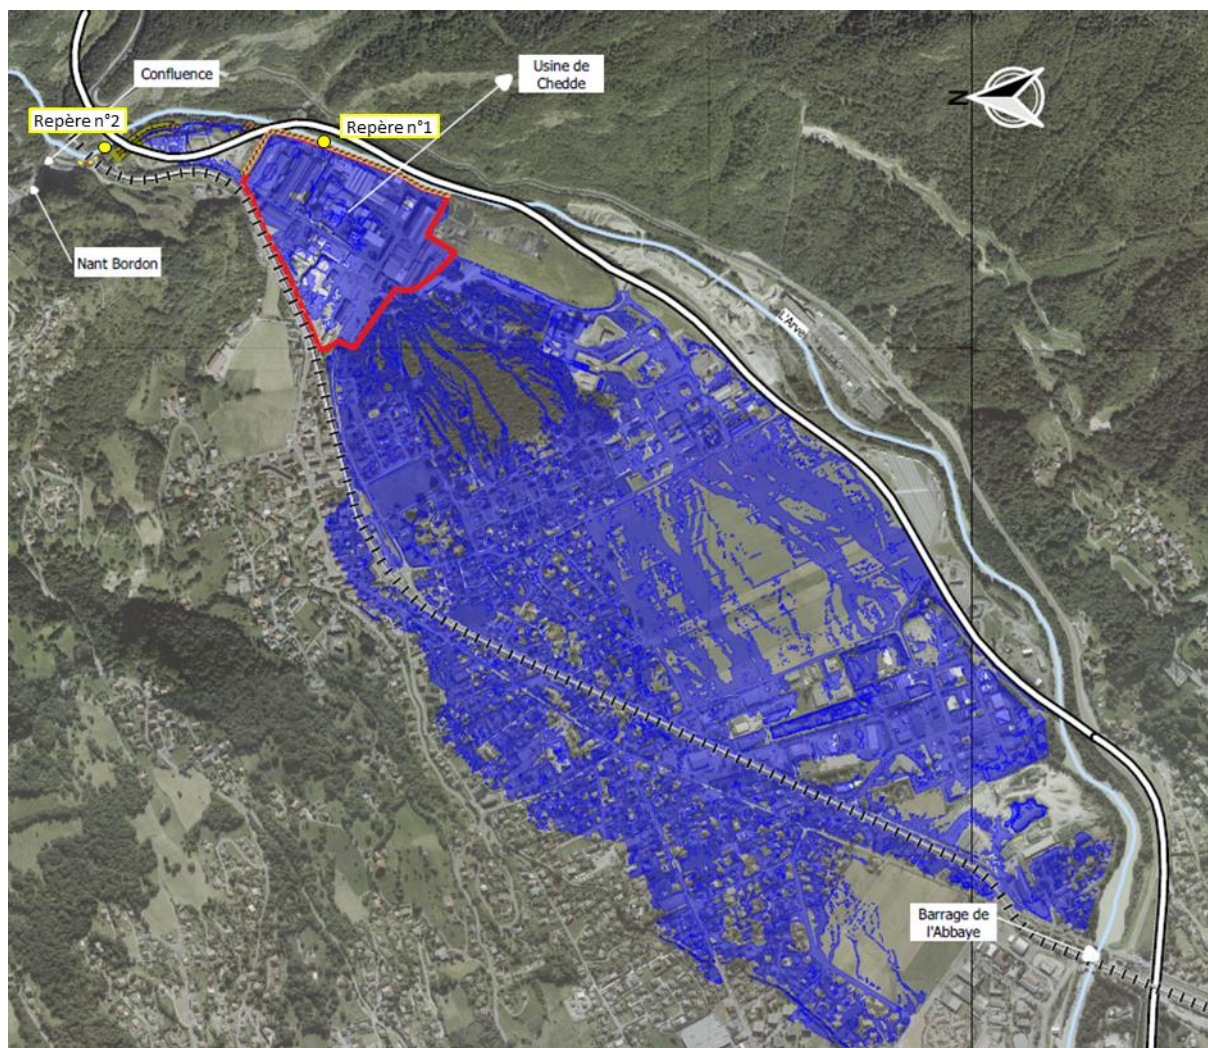 Confluence
Usine de
Chedde
Repère n°2
Repère n°1
N
Nant Bordon
L'Arve
Barrage de
l'Abbaye